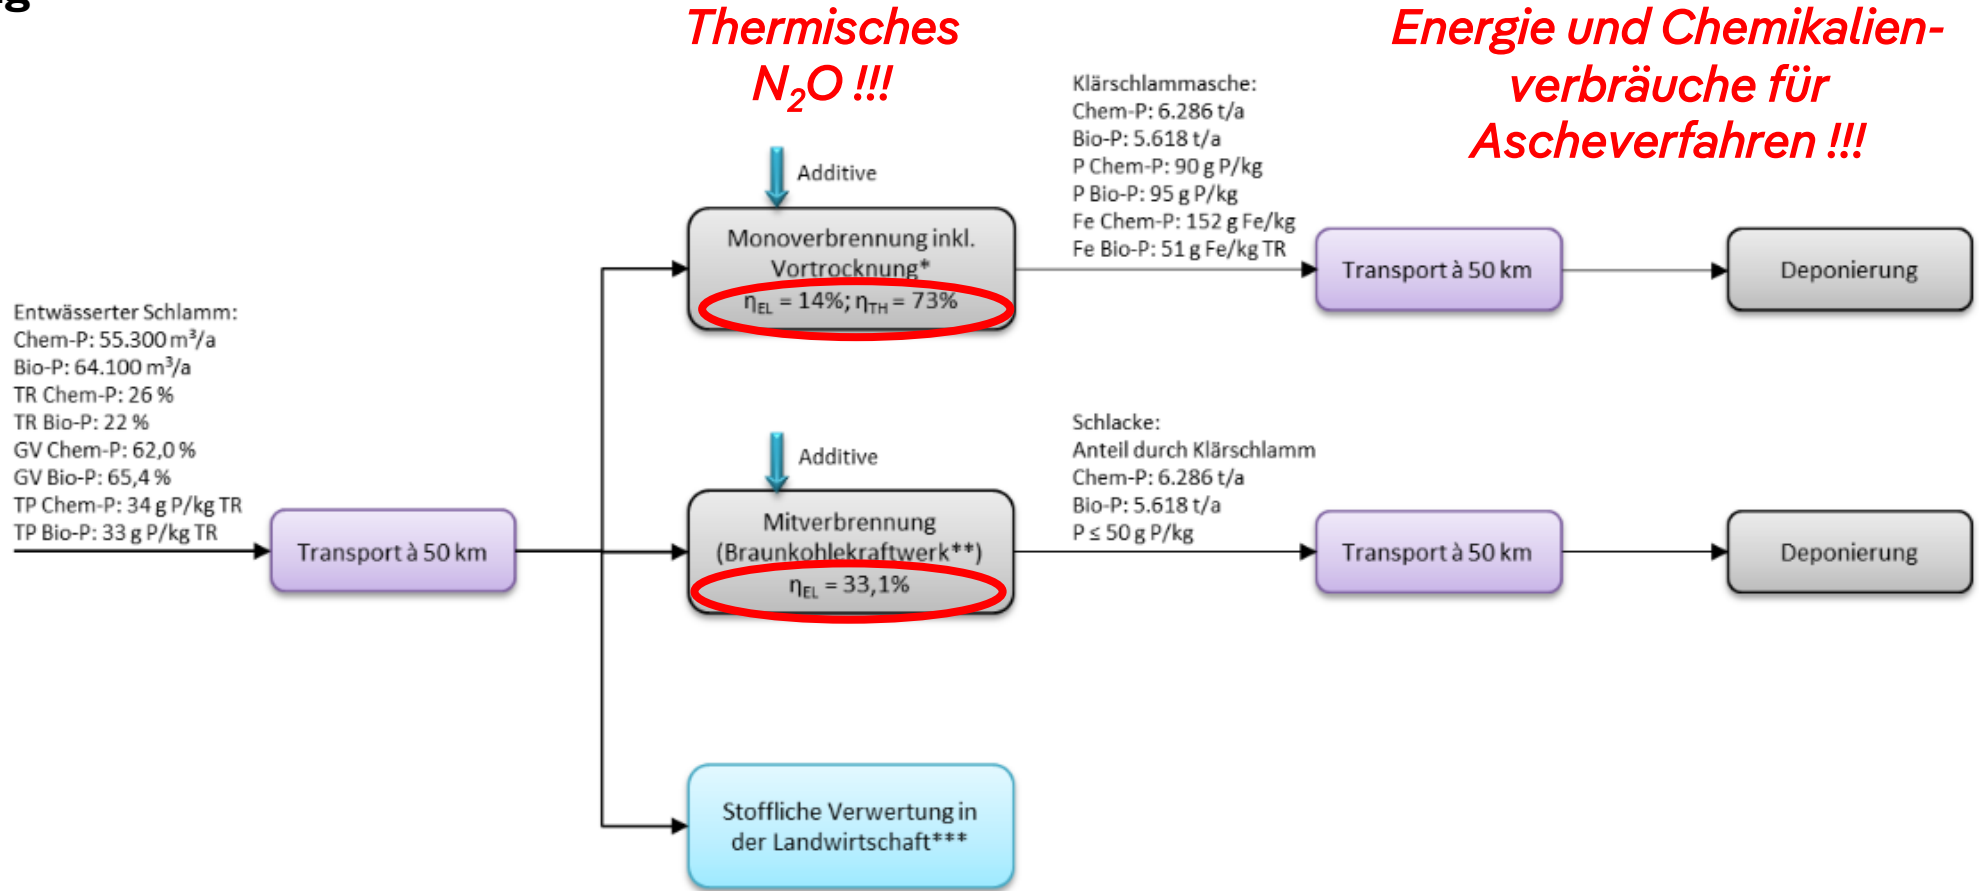 g
Thermisches
N₂O !!!
Energie und Chemikalien-
verbräuche für
Ascheverfahren !!!
Entwässerter Schlamm:
Chem-P: 55.300 m³/a
Bio-P: 64.100 m³/a
TR Chem-P: 26 %
TR Bio-P: 22 %
GV Chem-P: 62,0 %
GV Bio-P: 65,4 %
TP Chem-P: 34 g P/kg TR
TP Bio-P: 33 g P/kg TR
Transport à 50 km
Additive
Monoverbrennung inkl.
Vortrocknung*
ηEL = 14%; ηTH = 73%
Klärschlammasche:
Chem-P: 6.286 t/a
Bio-P: 5.618 t/a
P Chem-P: 90 g P/kg
P Bio-P: 95 g P/kg
Fe Chem-P: 152 g Fe/kg
Fe Bio-P: 51 g Fe/kg TR
Transport à 50 km
Deponierung
Additive
Mitverbrennung
(Braunkohlekraftwerk**)
ηEL = 33,1%
Schlacke:
Anteil durch Klärschlamm
Chem-P: 6.286 t/a
Bio-P: 5.618 t/a
P ≤ 50 g P/kg
Transport à 50 km
Deponierung
Stoffliche Verwertung in
der Landwirtschaft***